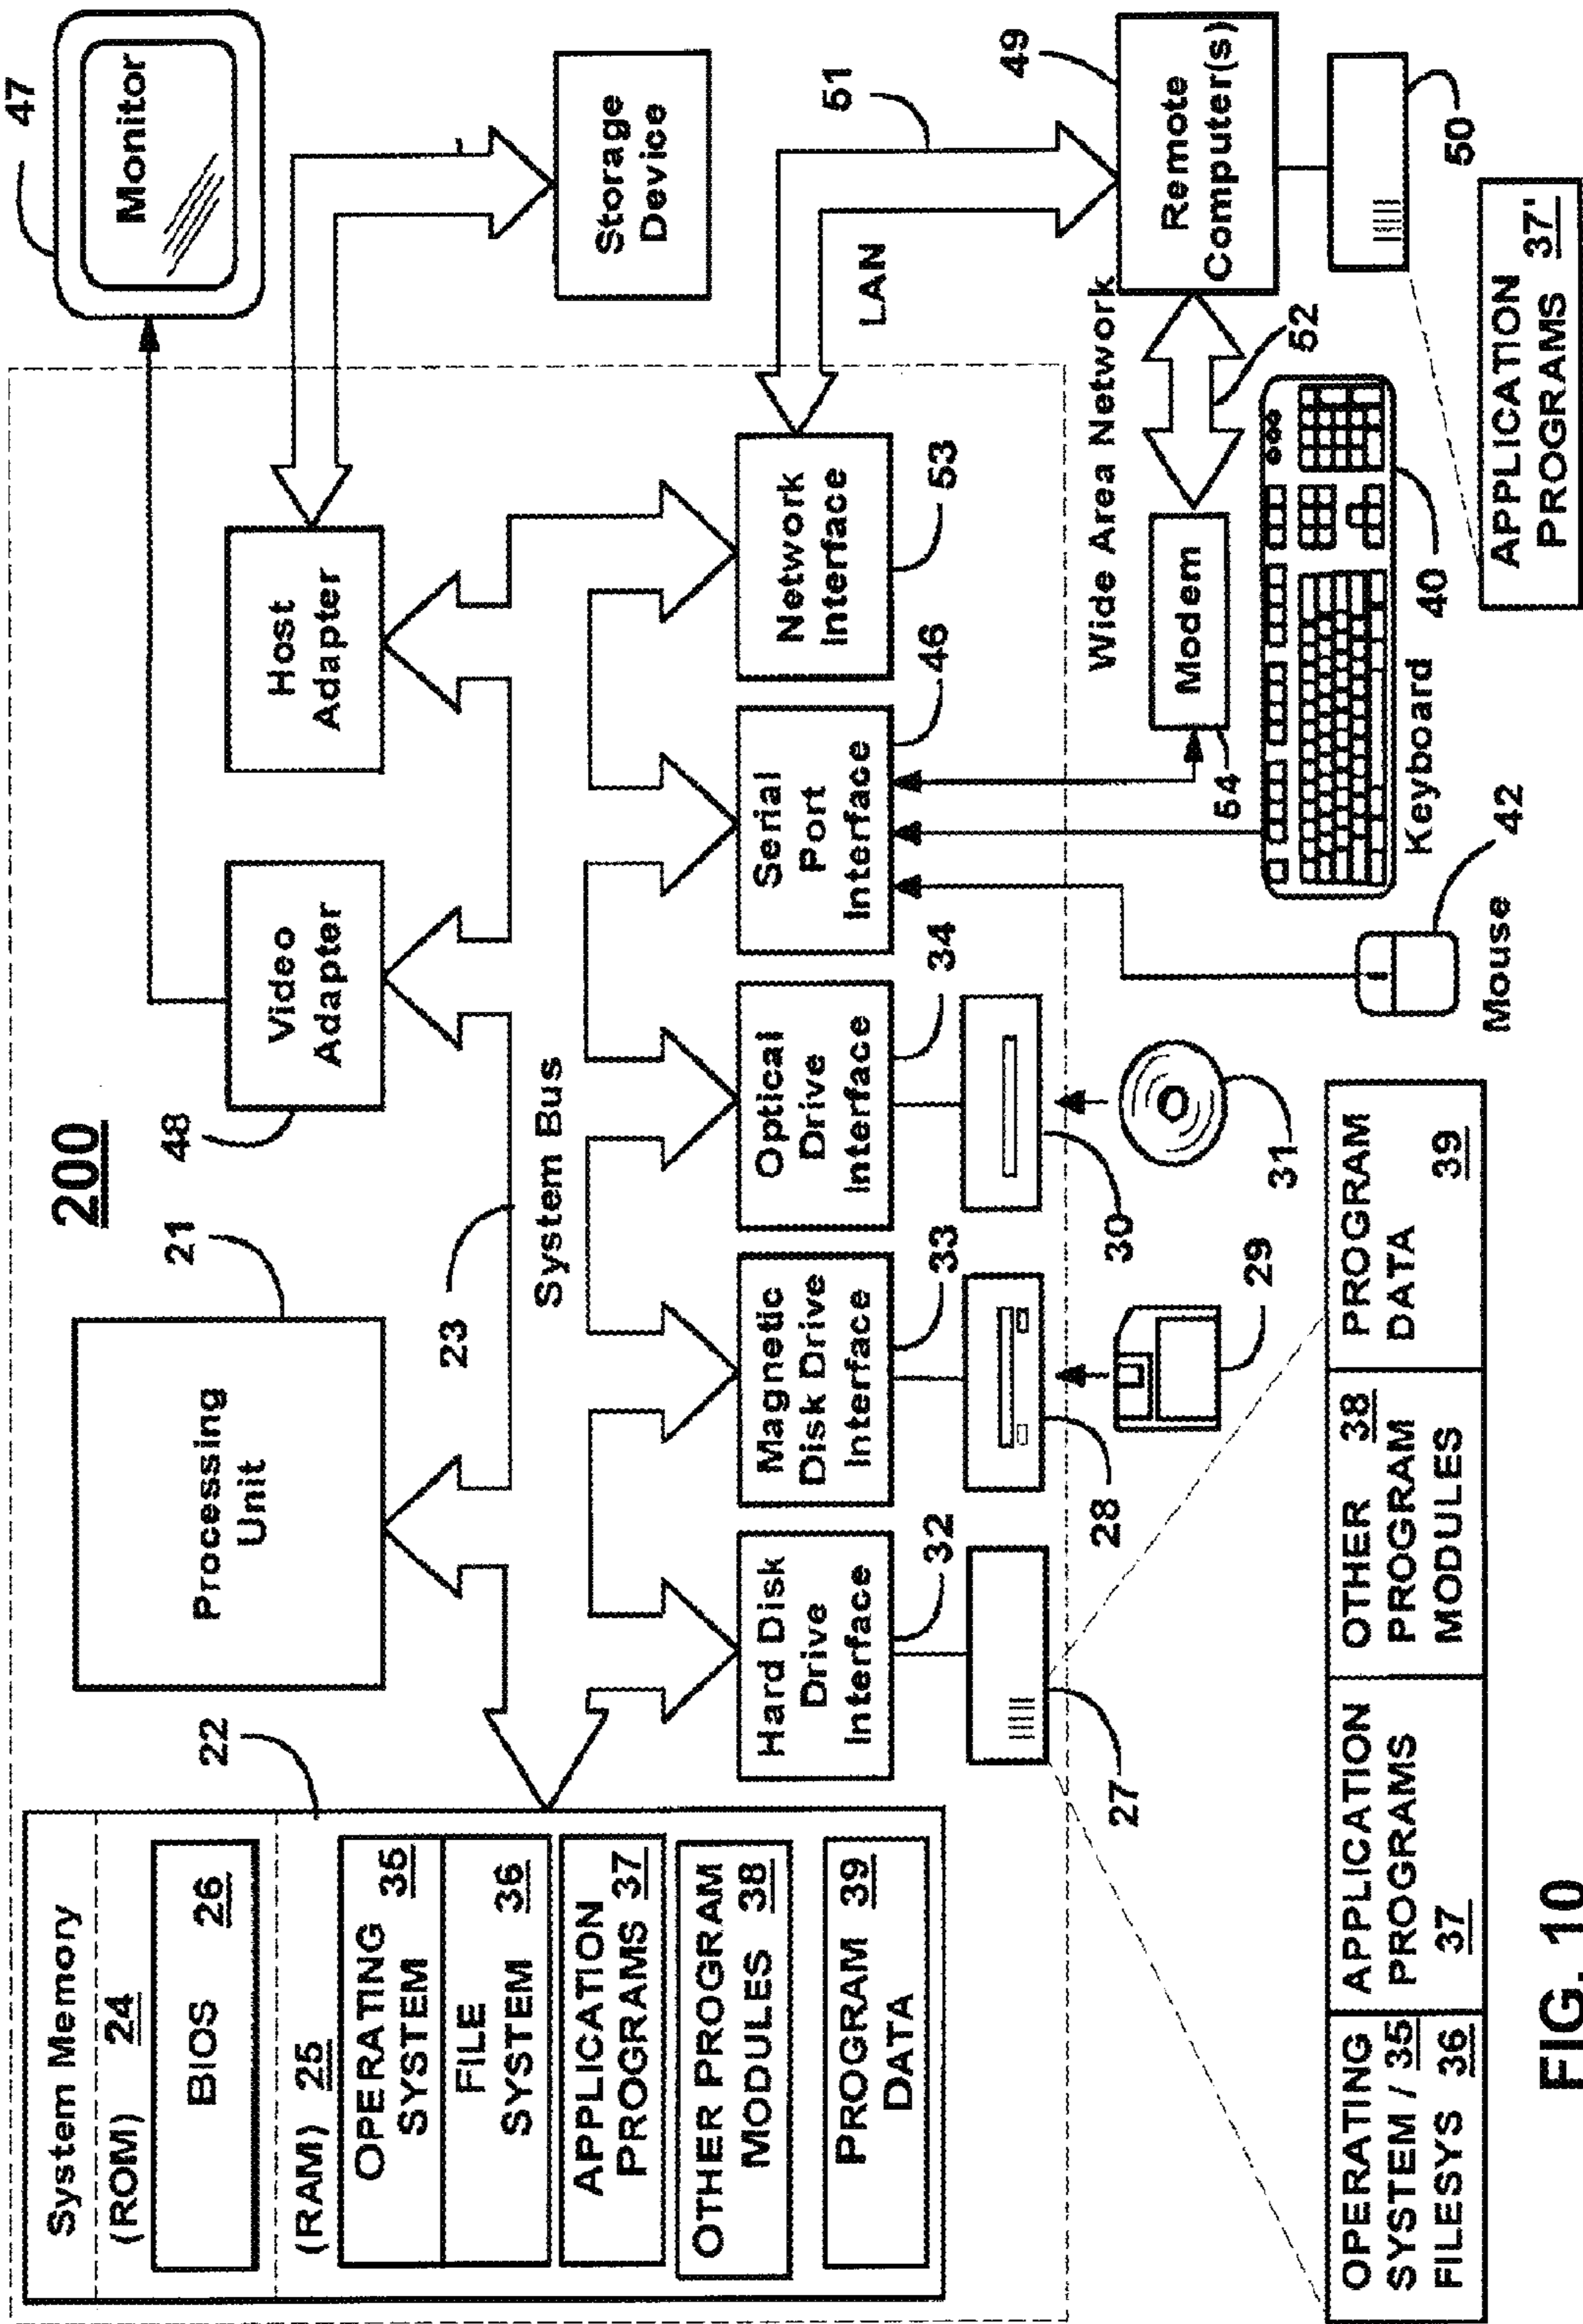 200
System Memory
(ROM) 24
BIOS 26
(RAM) 25
OPERATING
SYSTEM 35
FILE
SYSTEM 36
APPLICATION
PROGRAMS 37
OTHER PROGRAM
MODULES 38
PROGRAM 39
DATA
22
Processing
Unit
21
48
Video
Adapter
Host
Adapter
47
Monitor
Storage
Device
23
System Bus
Hard Disk
Drive
Interface
32
Magnetic
Disk Drive
Interface
33
Optical
Drive
Interface
34
Serial
Port
Interface
46
Network
Interface
53
LAN
51
49
Remote
Computer(s)
Wide Area Network
Modem
54
52
50
27
28
30
29
31
Mouse
42
Keyboard
40
APPLICATION
PROGRAMS 37'
OPERATING
SYSTEM / 35
FILESYS 36
APPLICATION
PROGRAMS
37
OTHER 38
PROGRAM
MODULES
PROGRAM
DATA
39
FIG. 10